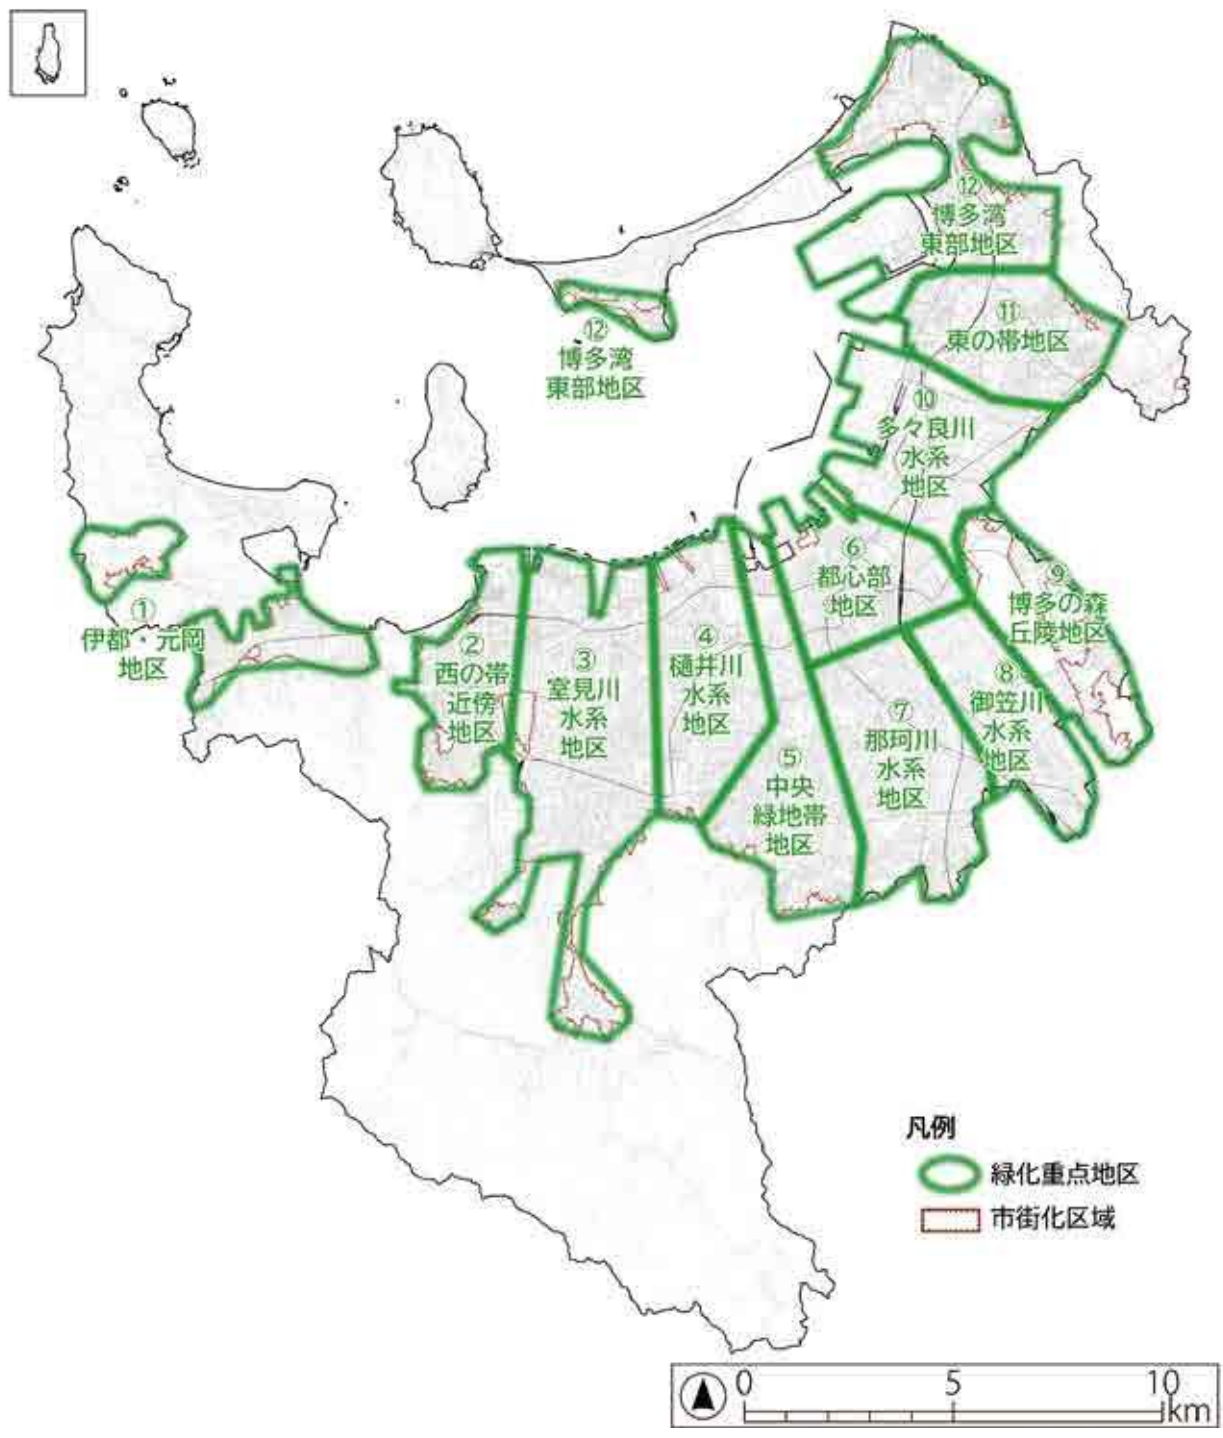 ⑫
博多湾
東部地区
⑪
東の帯地区
⑫
博多湾
東部地区
⑩
多々良川
水系
地区
⑥
都心部
地区
⑨
博多の森
丘陵地区
①
伊都・元岡
地区
②
西の帯
近傍
地区
③
室見川
水系
地区
④
樋井川
水系
地区
⑧
御笠川
水系
地区
⑦
那珂川
水系
地区
⑤
中央
緑地帯
地区
凡例
緑化重点地区
市街化区域
0 5 10
km